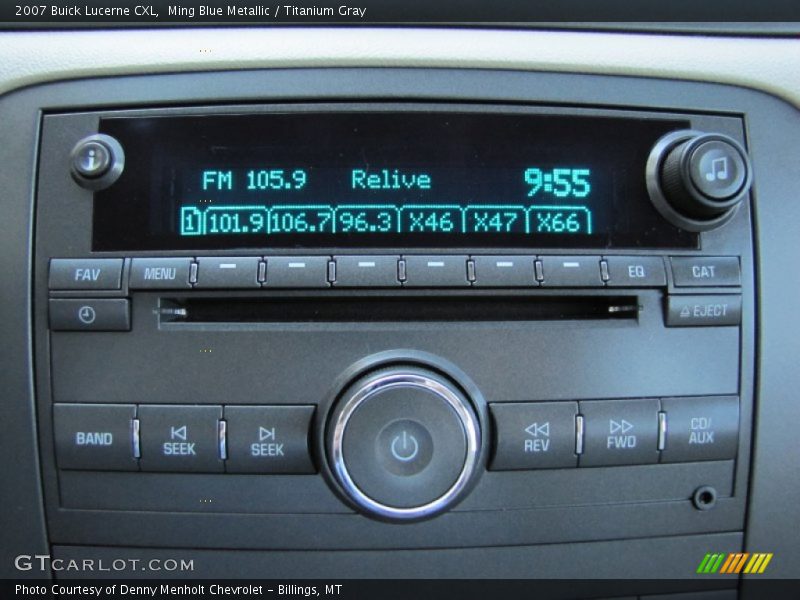 2007 Buick Lucerne CXL,  Ming Blue Metallic / Titanium Gray
i
FM 105.9 Relive 9:55
1 101.9 106.7 96.3 X46 X47 X66
FAV MENU EQ CAT
EJECT
BAND SEEK SEEK REV FWD CD/
AUX
GTCARLOT.COM
Photo Courtesy of Denny Menholt Chevrolet – Billings, MT